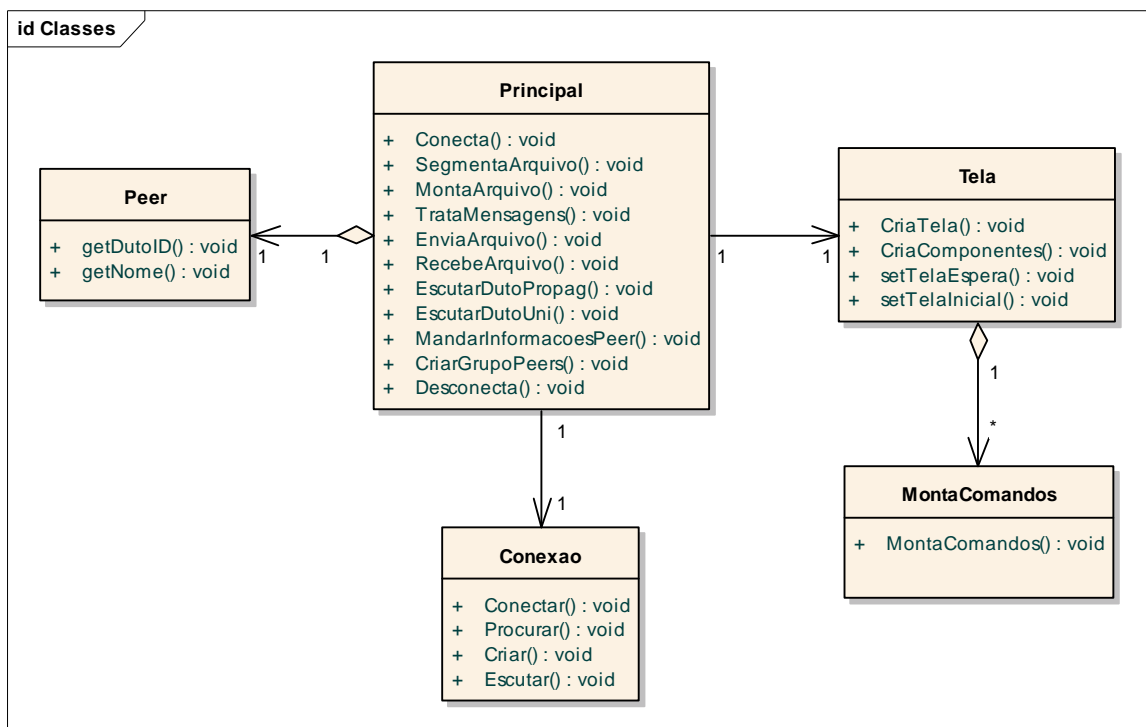 id Classes
Principal
+ Conecta() : void
+ SegmentaArquivo() : void
+ MontaArquivo() : void
+ TrataMensagens() : void
+ EnviaArquivo() : void
+ RecebeArquivo() : void
+ EscutarDutoPropag() : void
+ EscutarDutoUni() : void
+ MandarInformacoesPeer() : void
+ CriarGrupoPeers() : void
+ Desconecta() : void
Peer
+ getDutoID() : void
+ getNome() : void
1
1
Tela
+ CriaTela() : void
+ CriaComponentes() : void
+ setTelaEspera() : void
+ setTelaInicial() : void
1
1
1
*
MontaComandos
+ MontaComandos() : void
1
1
Conexao
+ Conectar() : void
+ Procurar() : void
+ Criar() : void
+ Escutar() : void